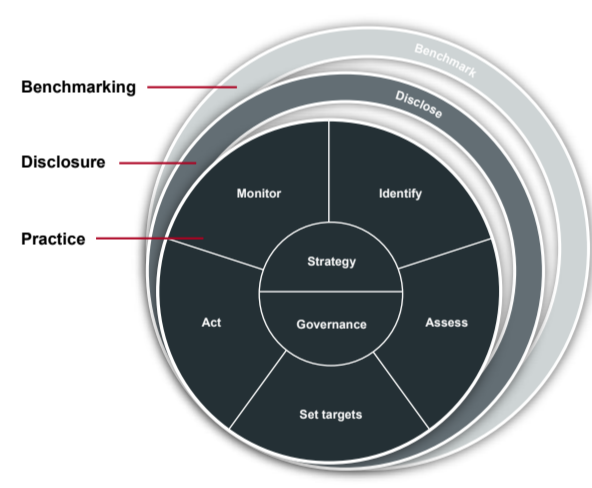 Benchmark
Benchmarking
Disclose
Disclosure
Monitor
Identify
Practice
Strategy
Act
Governance
Assess
Set targets